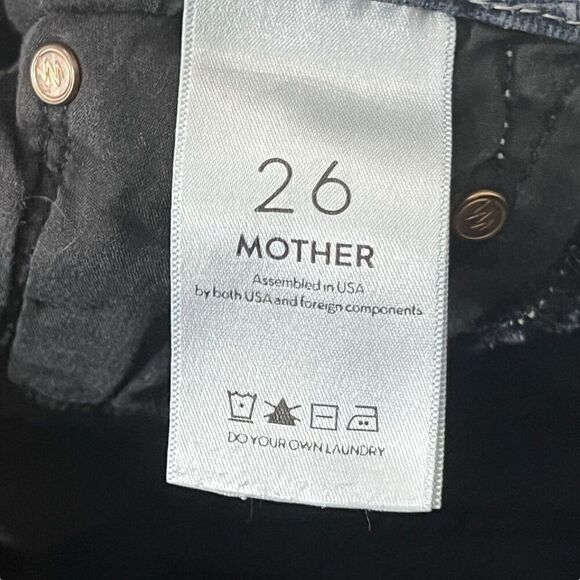 26
MOTHER
Assembled in USA
by both USA and foreign components
DO YOUR OWN LAUNDRY